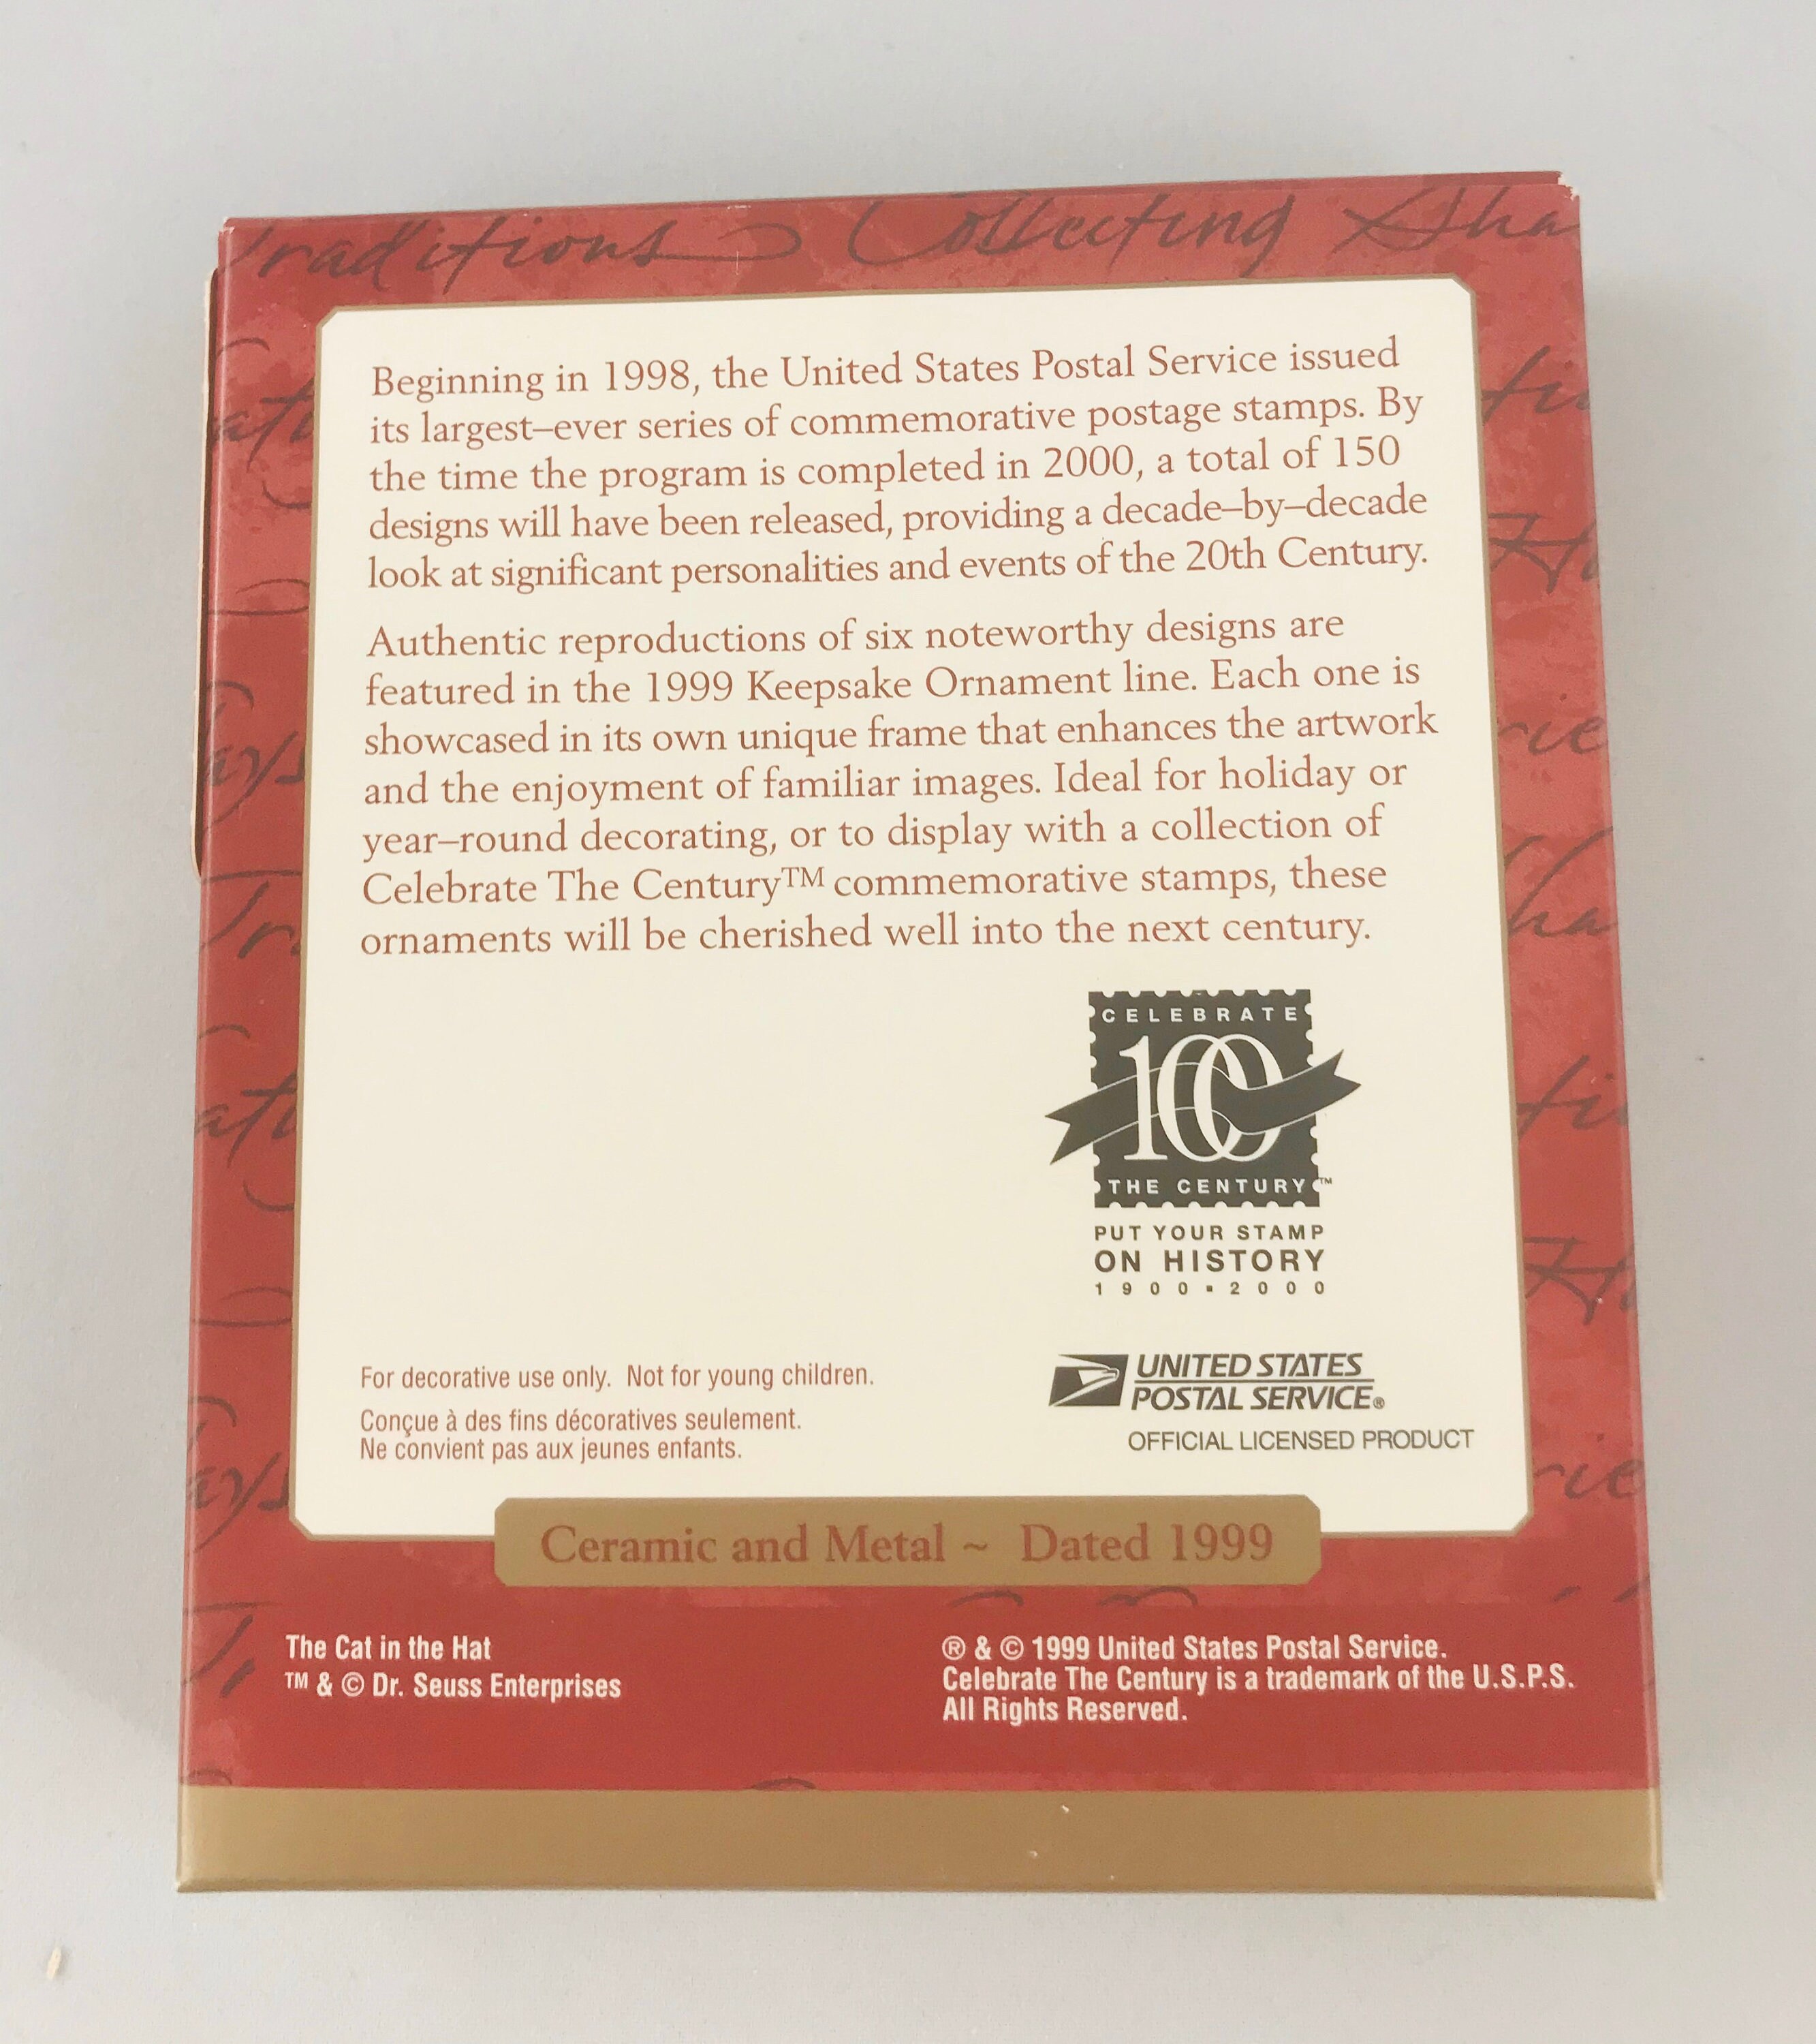 Traditions Collecting Sha
Beginning in 1998, the United States Postal Service issued
its largest–ever series of commemorative postage stamps. By
the time the program is completed in 2000, a total of 150
designs will have been released, providing a decade–by–decade
look at significant personalities and events of the 20th Century.
Authentic reproductions of six noteworthy designs are
featured in the 1999 Keepsake Ornament line. Each one is
showcased in its own unique frame that enhances the artwork
and the enjoyment of familiar images. Ideal for holiday or
year–round decorating, or to display with a collection of
Celebrate The Century™ commemorative stamps, these
ornaments will be cherished well into the next century.
CELEBRATE
100
THE CENTURY™
PUT YOUR STAMP
ON HISTORY
1900▪2000
For decorative use only. Not for young children.
Conçue à des fins décoratives seulement.
Ne convient pas aux jeunes enfants.
UNITED STATES
POSTAL SERVICE®
OFFICIAL LICENSED PRODUCT
Ceramic and Metal ~ Dated 1999
The Cat in the Hat
™ & © Dr. Seuss Enterprises
® & © 1999 United States Postal Service.
Celebrate The Century is a trademark of the U.S.P.S.
All Rights Reserved.